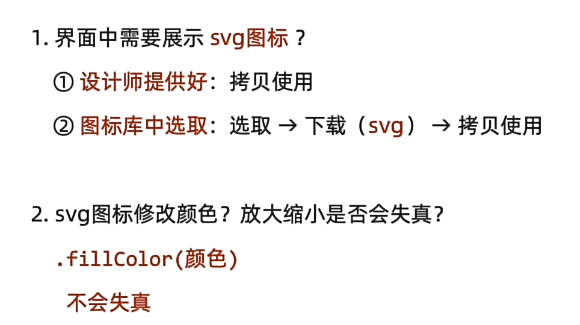 1. 界面中需要展示 svg图标？
① 设计师提供好：拷贝使用
② 图标库中选取：选取 → 下载（svg） → 拷贝使用
2. svg图标修改颜色？放大缩小是否会失真？
.fillColor(颜色)
不会失真